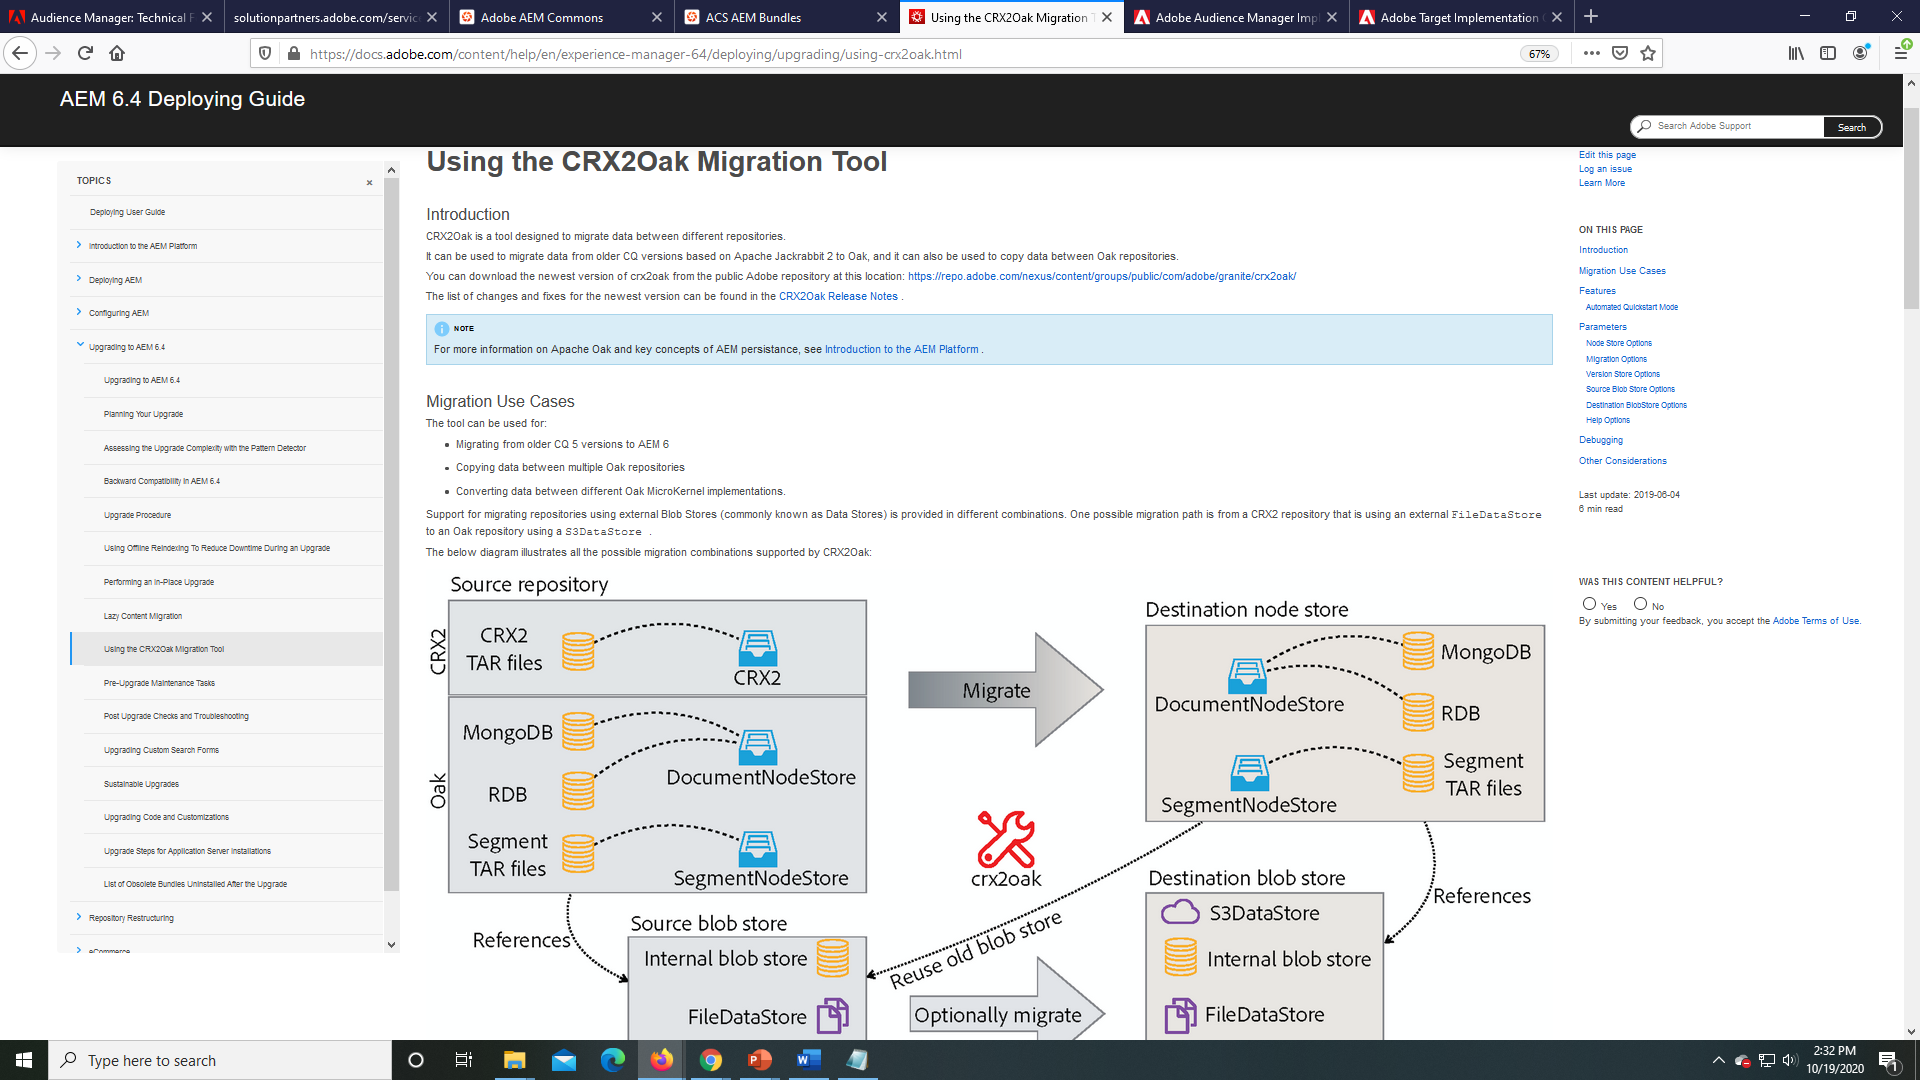 Audience Manager: Technical F
solutionpartners.adobe.com/servic
Adobe AEM Commons
ACS AEM Bundles
Using the CRX2Oak Migration T
Adobe Audience Manager Impl
Adobe Target Implementation
https://docs.adobe.com/content/help/en/experience-manager-64/deploying/upgrading/using-crx2oak.html
67%
AEM 6.4 Deploying Guide
Search Adobe Support
Search
TOPICS
Deploying User Guide
Introduction to the AEM Platform
Deploying AEM
Configuring AEM
Upgrading to AEM 6.4
Upgrading to AEM 6.4
Planning Your Upgrade
Assessing the Upgrade Complexity with the Pattern Detector
Backward Compatibility in AEM 6.4
Upgrade Procedure
Using Offline Reindexing To Reduce Downtime During an Upgrade
Performing an In-Place Upgrade
Lazy Content Migration
Using the CRX2Oak Migration Tool
Pre-Upgrade Maintenance Tasks
Post Upgrade Checks and Troubleshooting
Upgrading Custom Search Forms
Sustainable Upgrades
Upgrading Code and Customizations
Upgrade Steps for Application Server Installations
List of Obsolete Bundles Uninstalled After the Upgrade
Repository Restructuring
eCommerce
Using the CRX2Oak Migration Tool
Introduction
CRX2Oak is a tool designed to migrate data between different repositories.
It can be used to migrate data from older CQ versions based on Apache Jackrabbit 2 to Oak, and it can also be used to copy data between Oak repositories.
You can download the newest version of crx2oak from the public Adobe repository at this location: https://repo.adobe.com/nexus/content/groups/public/com/adobe/granite/crx2oak/
The list of changes and fixes for the newest version can be found in the CRX2Oak Release Notes .
NOTE
For more information on Apache Oak and key concepts of AEM persistance, see Introduction to the AEM Platform .
Migration Use Cases
The tool can be used for:
Migrating from older CQ 5 versions to AEM 6
Copying data between multiple Oak repositories
Converting data between different Oak MicroKernel implementations.
Support for migrating repositories using external Blob Stores (commonly known as Data Stores) is provided in different combinations. One possible migration path is from a CRX2 repository that is using an external FileDataStore
to an Oak repository using a S3DataStore .
The below diagram illustrates all the possible migration combinations supported by CRX2Oak:
Source repository
CRX2
CRX2
TAR files
CRX2
Oak
MongoDB
RDB
DocumentNodeStore
Segment
TAR files
SegmentNodeStore
References
Source blob store
Internal blob store
FileDataStore
Migrate
crx2oak
Reuse old blob store
Optionally migrate
Destination node store
MongoDB
DocumentNodeStore
RDB
Segment
TAR files
SegmentNodeStore
Destination blob store
References
S3DataStore
Internal blob store
FileDataStore
Edit this page
Log an issue
Learn More
ON THIS PAGE
Introduction
Migration Use Cases
Features
Automated Quickstart Mode
Parameters
Node Store Options
Migration Options
Version Store Options
Source Blob Store Options
Destination BlobStore Options
Help Options
Debugging
Other Considerations
Last update: 2019-06-04
6 min read
WAS THIS CONTENT HELPFUL?
Yes No
By submitting your feedback, you accept the Adobe Terms of Use.
Type here to search
2:32 PM
10/19/2020
1